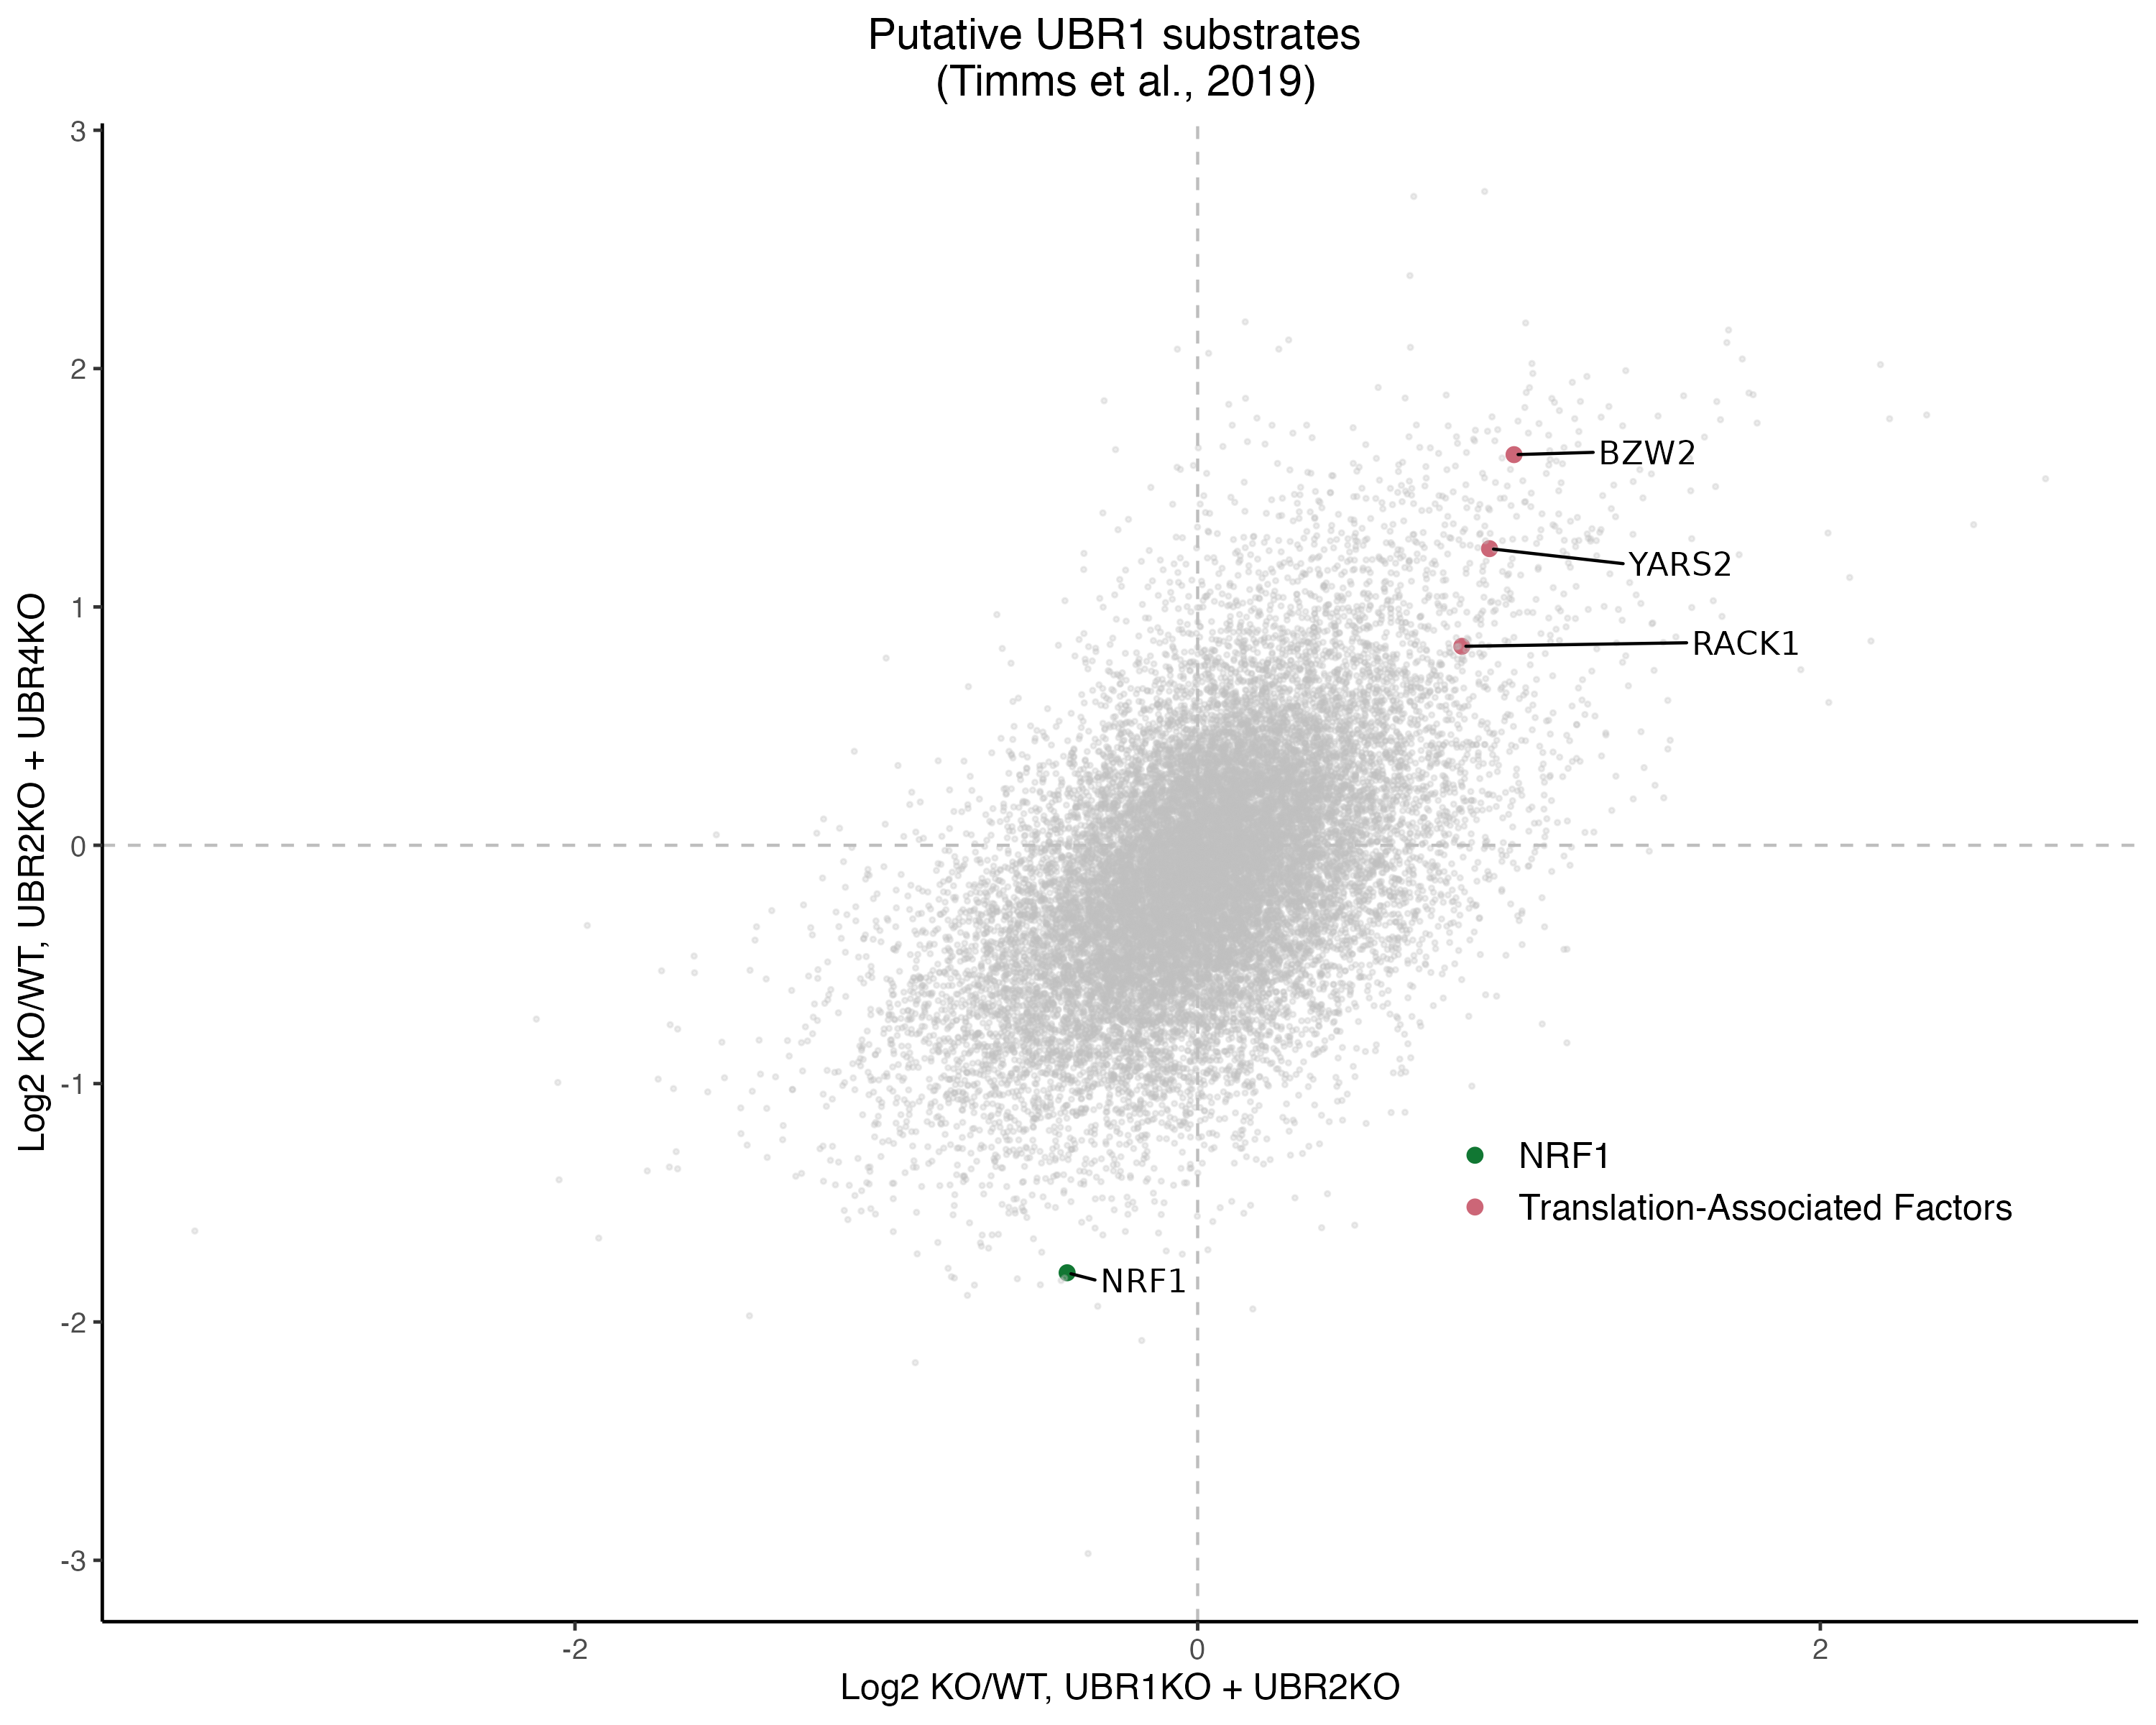 Putative UBR1 substrates
(Timms et al., 2019)
Log2 KO/WT, UBR2KO + UBR4KO
3
2
1
0
-1
-2
-3
BZW2
YARS2
RACK1
NRF1
NRF1
Translation-Associated Factors
-2
0
2
Log2 KO/WT, UBR1KO + UBR2KO